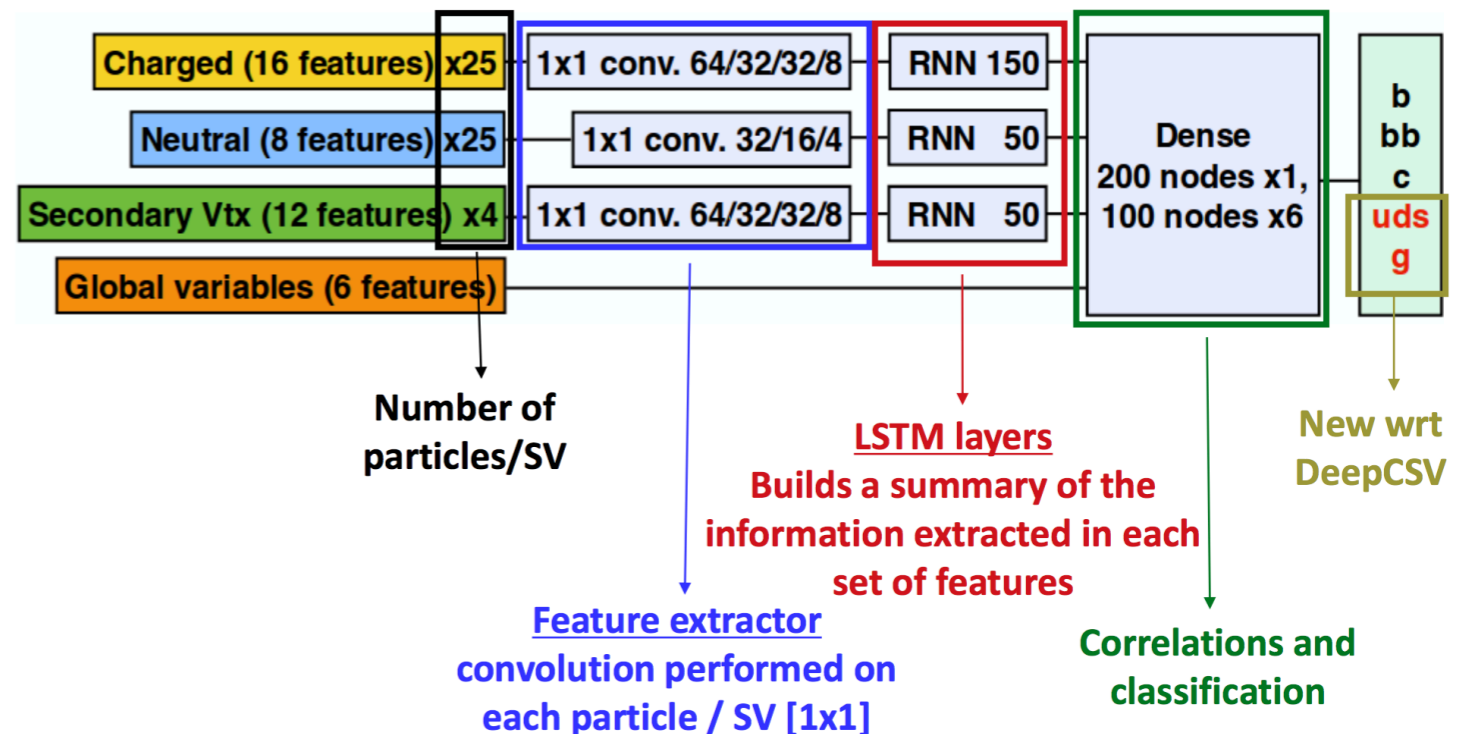 Charged (16 features) x25
1x1 conv. 64/32/32/8
RNN 150
Neutral (8 features) x25
1x1 conv. 32/16/4
RNN 50
Secondary Vtx (12 features) x4
1x1 conv. 64/32/32/8
RNN 50
Global variables (6 features)
Dense
200 nodes x1,
100 nodes x6
b
bb
c
uds
g
Number of
particles/SV
Feature extractor
convolution performed on
each particle / SV [1x1]
LSTM layers
Builds a summary of the
information extracted in each
set of features
Correlations and
classification
New wrt
DeepCSV